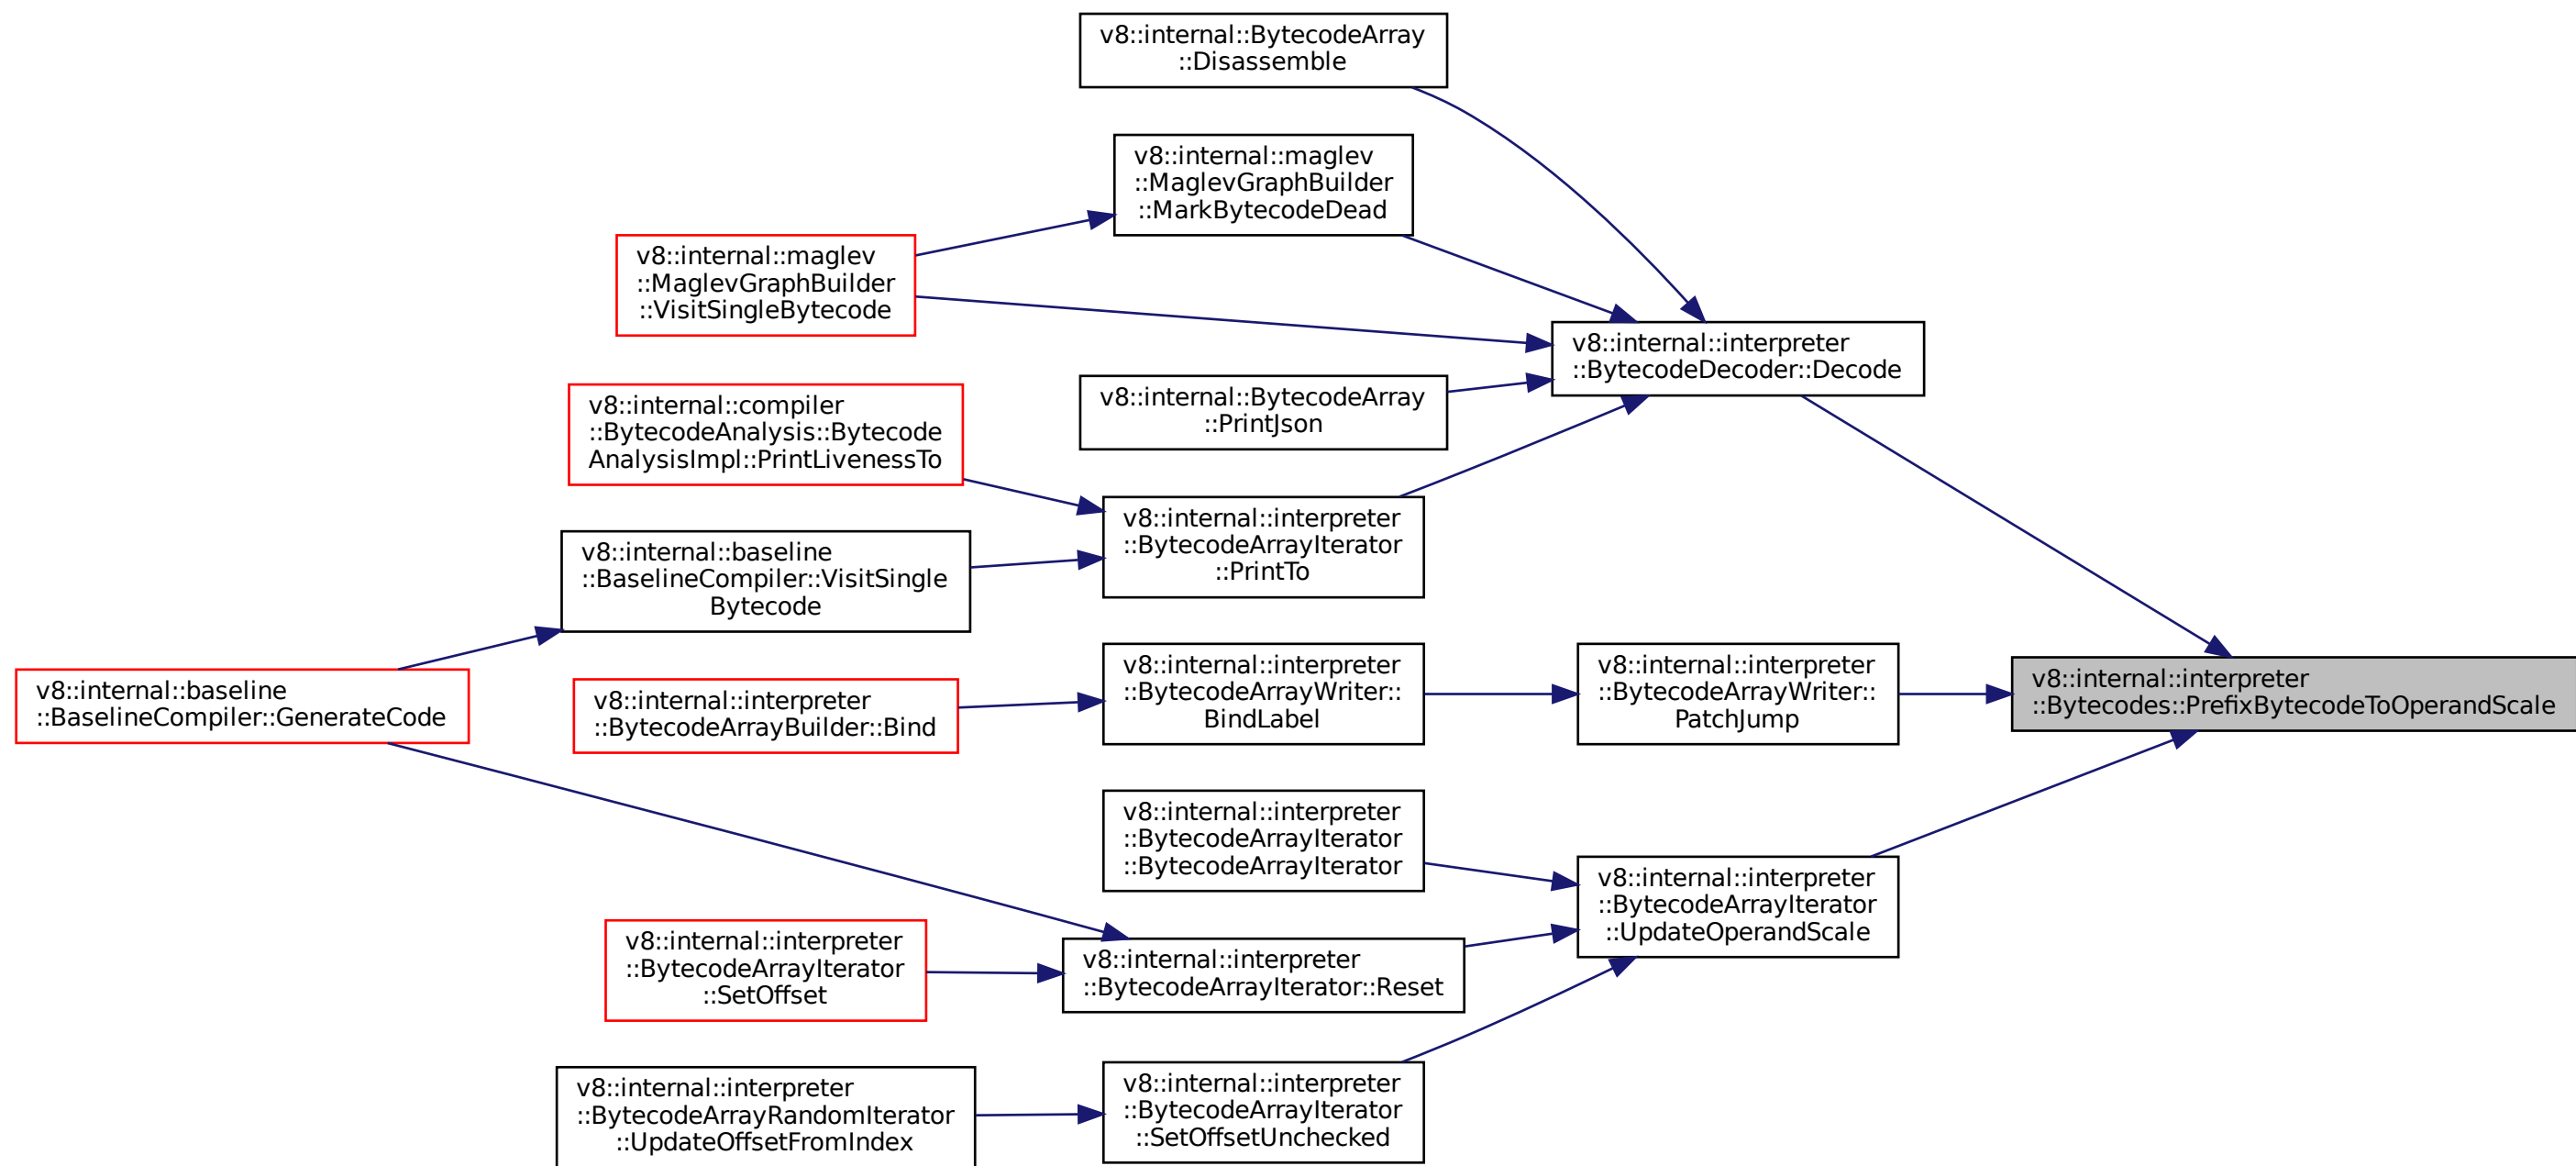 v8::internal::BytecodeArray
::Disassemble
v8::internal::maglev
::MaglevGraphBuilder
::MarkBytecodeDead
v8::internal::maglev
::MaglevGraphBuilder
::VisitSingleBytecode
v8::internal::interpreter
::BytecodeDecoder::Decode
v8::internal::BytecodeArray
::PrintJson
v8::internal::compiler
::BytecodeAnalysis::Bytecode
AnalysisImpl::PrintLivenessTo
v8::internal::interpreter
::BytecodeArrayIterator
::PrintTo
v8::internal::baseline
::BaselineCompiler::VisitSingle
Bytecode
v8::internal::baseline
::BaselineCompiler::GenerateCode
v8::internal::interpreter
::BytecodeArrayBuilder::Bind
v8::internal::interpreter
::BytecodeArrayWriter::
BindLabel
v8::internal::interpreter
::BytecodeArrayWriter::
PatchJump
v8::internal::interpreter
::Bytecodes::PrefixBytecodeToOperandScale
v8::internal::interpreter
::BytecodeArrayIterator
::BytecodeArrayIterator
v8::internal::interpreter
::BytecodeArrayIterator
::UpdateOperandScale
v8::internal::interpreter
::BytecodeArrayIterator
::SetOffset
v8::internal::interpreter
::BytecodeArrayIterator::Reset
v8::internal::interpreter
::BytecodeArrayRandomIterator
::UpdateOffsetFromIndex
v8::internal::interpreter
::BytecodeArrayIterator
::SetOffsetUnchecked